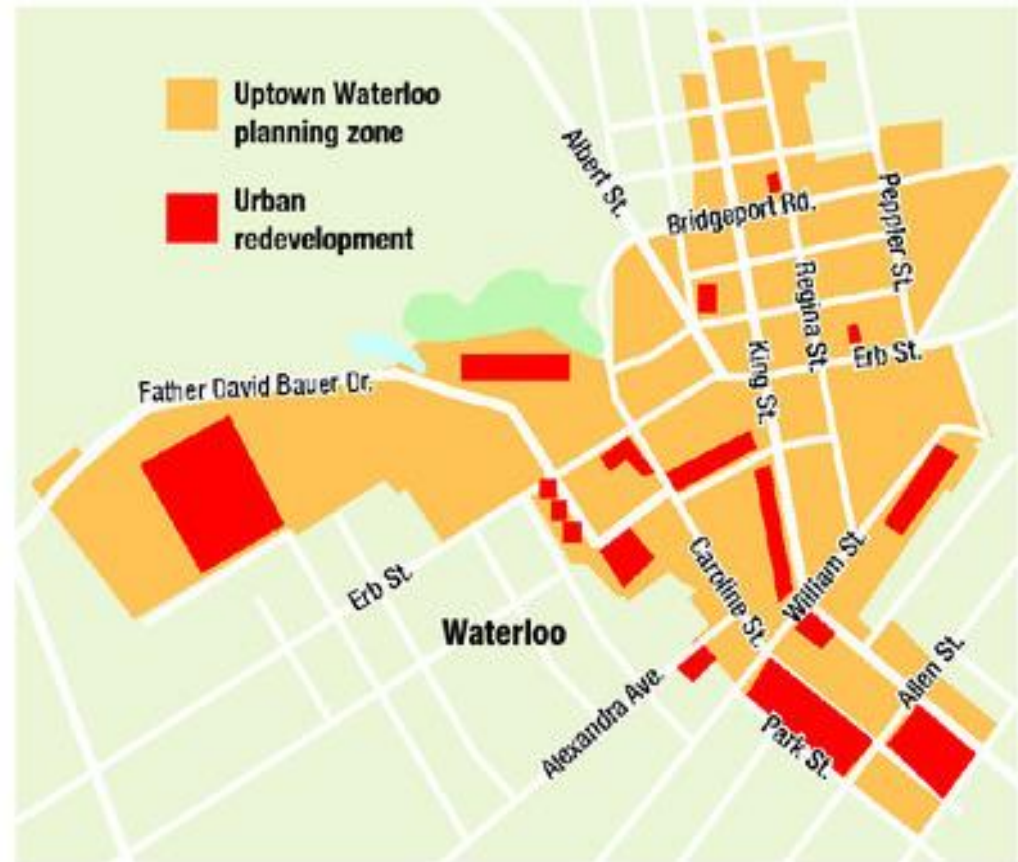 Uptown Waterloo
planning zone
Urban
redevelopment
Albert St.
Bridgeport Rd.
Peppler St.
Regina St.
King St.
Erb St.
Father David Bauer Dr.
Erb St.
Waterloo
Caroline St.
William St.
Alexandra Ave.
Park St.
Allen St.